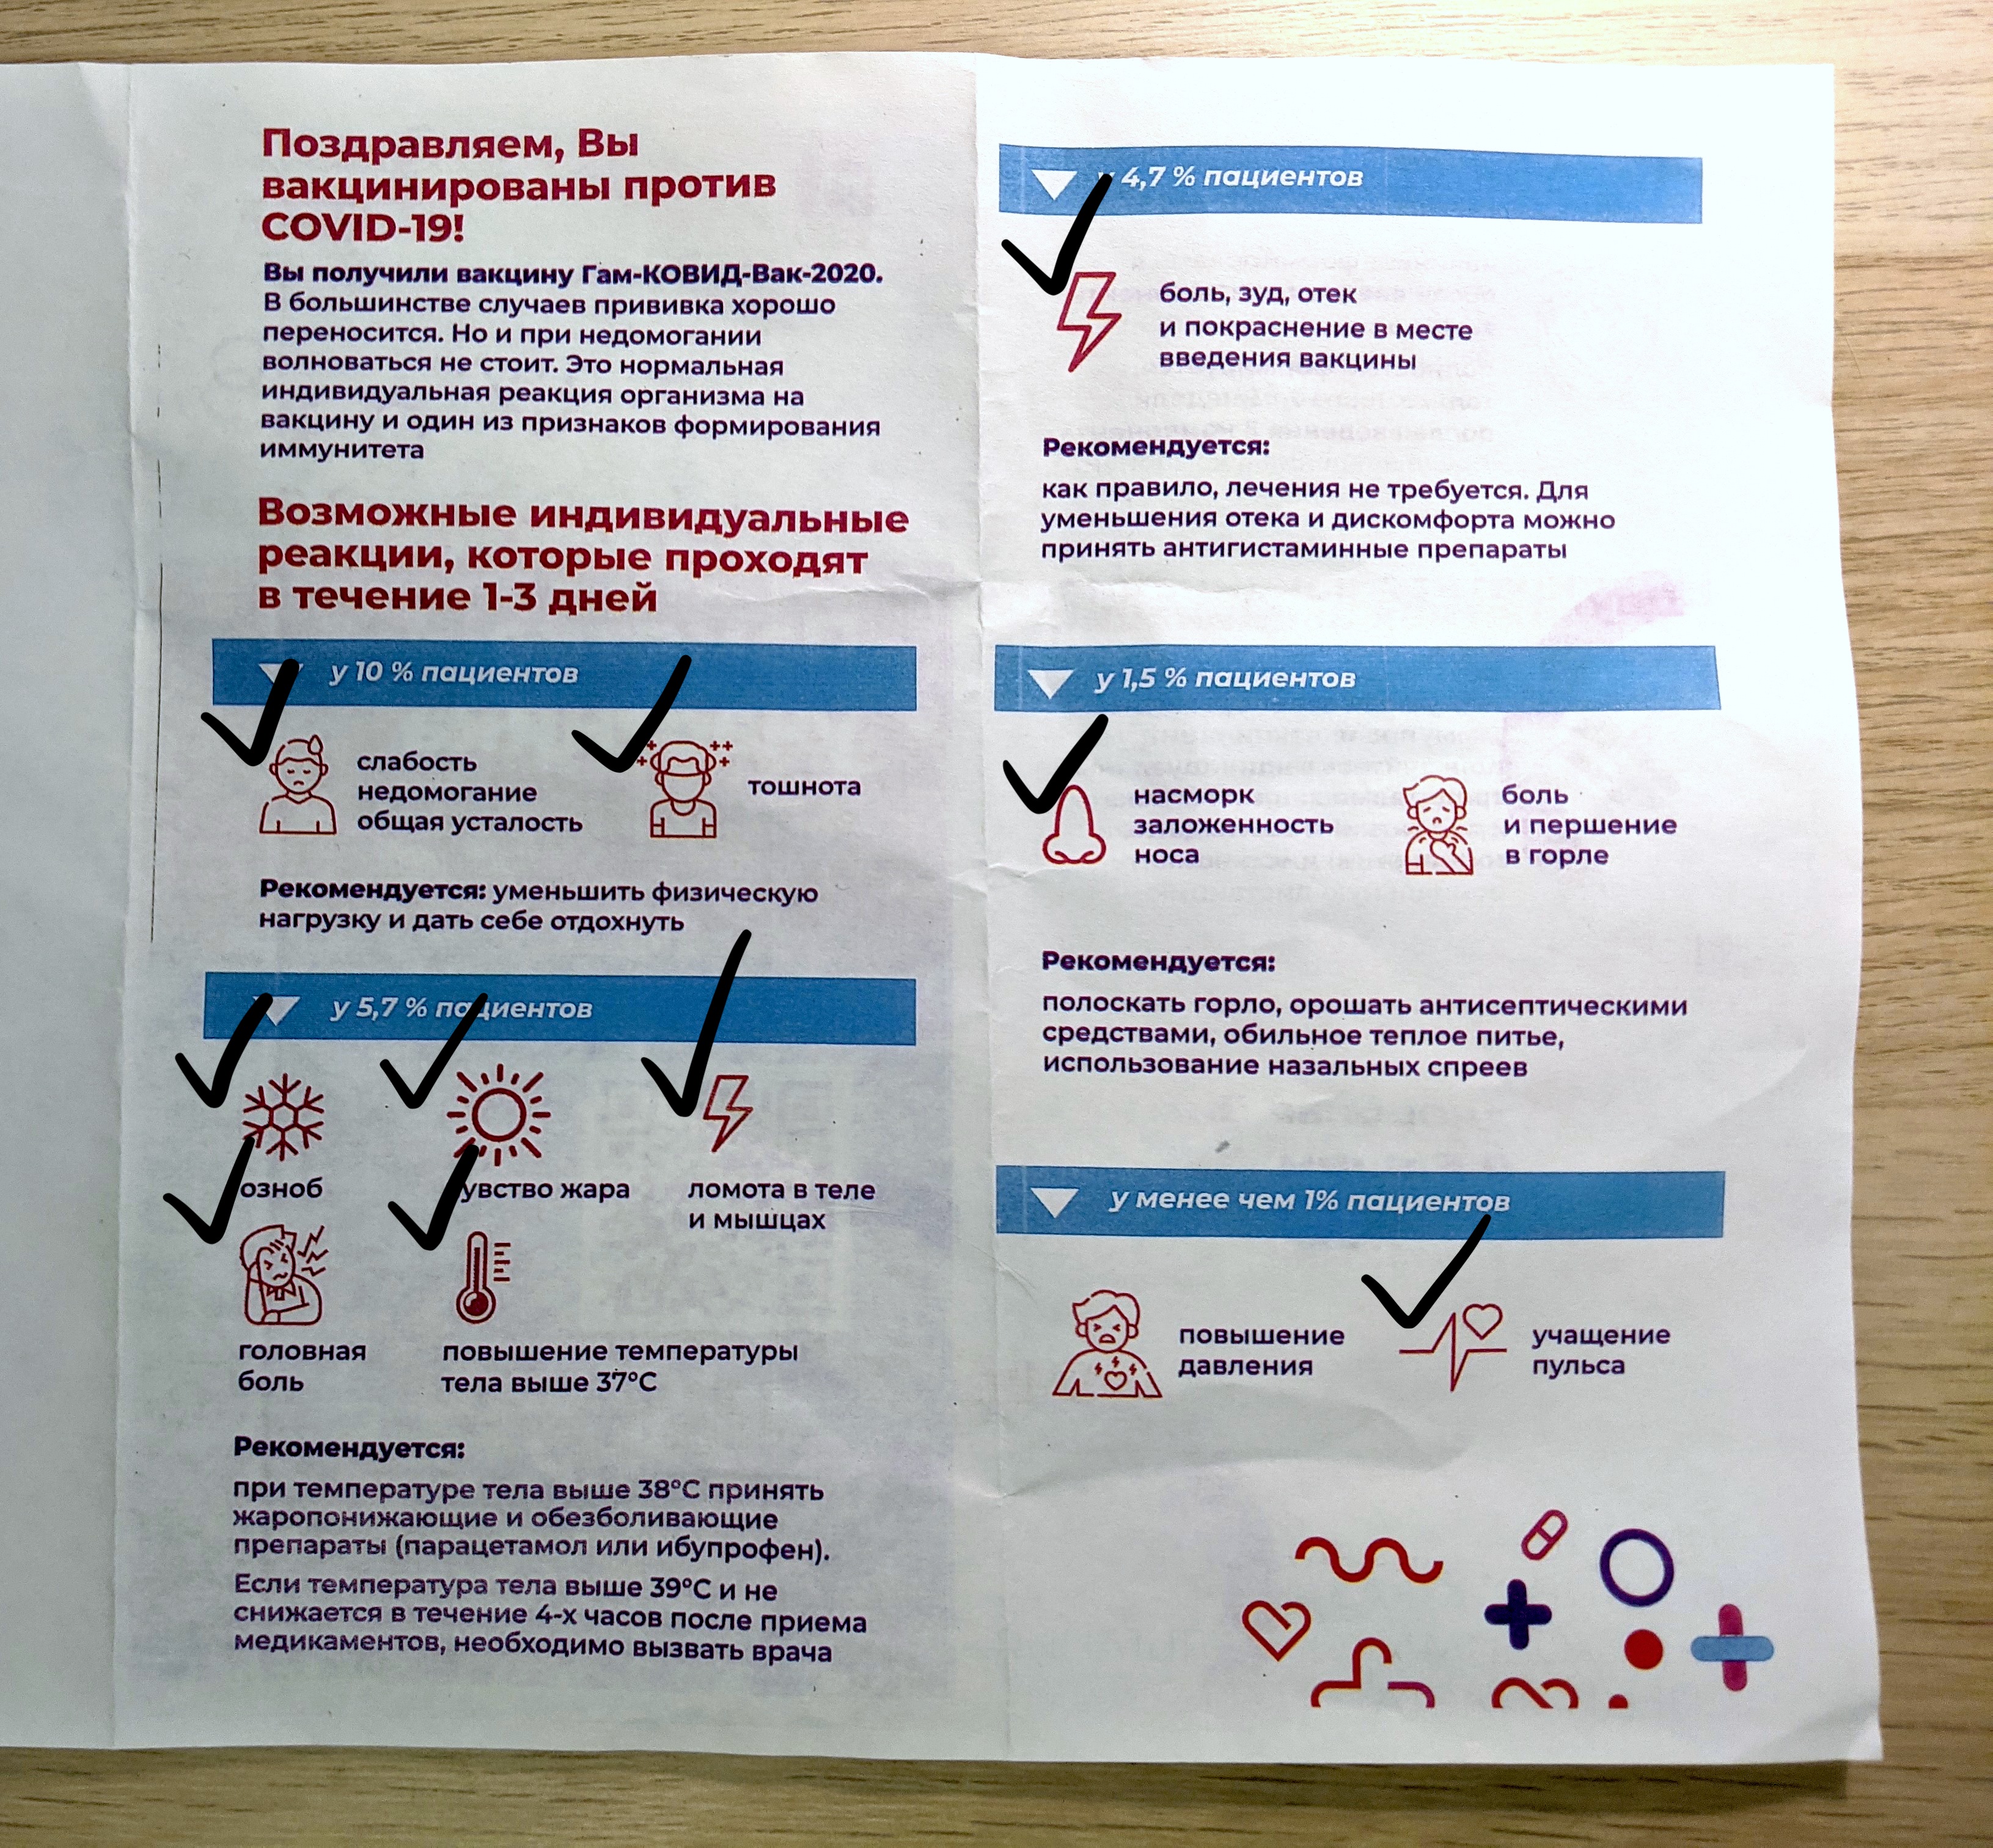 Поздравляем, Вы
вакцинированы против
COVID-19!
Вы получили вакцину Гам-КОВИД-Вак-2020.
В большинстве случаев прививка хорошо
переносится. Но и при недомогании
волноваться не стоит. Это нормальная
индивидуальная реакция организма на
вакцину и один из признаков формирования
иммунитета
Возможные индивидуальные
реакции, которые проходят
в течение 1-3 дней
у 10 % пациентов
слабость
недомогание
общая усталость
тошнота
Рекомендуется: уменьшить физическую
нагрузку и дать себе отдохнуть
у 5,7 % пациентов
озноб
чувство жара
ломота в теле
и мышцах
головная
боль
повышение температуры
тела выше 37°С
Рекомендуется:
при температуре тела выше 38°С принять
жаропонижающие и обезболивающие
препараты (парацетамол или ибупрофен).
Если температура тела выше 39°С и не
снижается в течение 4-х часов после приема
медикаментов, необходимо вызвать врача
у 4,7 % пациентов
боль, зуд, отек
и покраснение в месте
введения вакцины
Рекомендуется:
как правило, лечения не требуется. Для
уменьшения отека и дискомфорта можно
принять антигистаминные препараты
у 1,5 % пациентов
насморк
заложенность
носа
боль
и першение
в горле
Рекомендуется:
полоскать горло, орошать антисептическими
средствами, обильное теплое питье,
использование назальных спреев
у менее чем 1% пациентов
повышение
давления
учащение
пульса